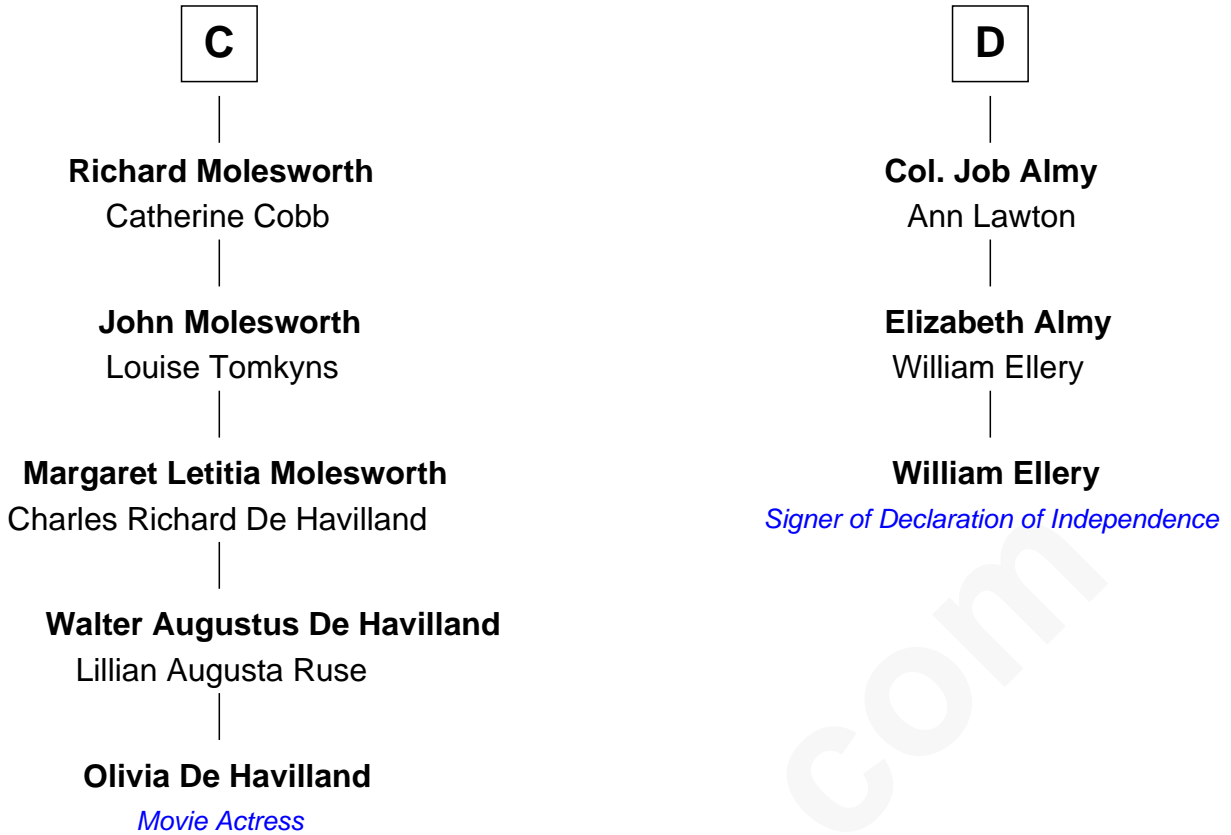 C
Richard Molesworth
Catherine Cobb
John Molesworth
Louise Tomkyns
Margaret Letitia Molesworth
Charles Richard De Havilland
Walter Augustus De Havilland
Lillian Augusta Ruse
Olivia De Havilland
Movie Actress
D
Col. Job Almy
Ann Lawton
Elizabeth Almy
William Ellery
William Ellery
Signer of Declaration of Independence
com